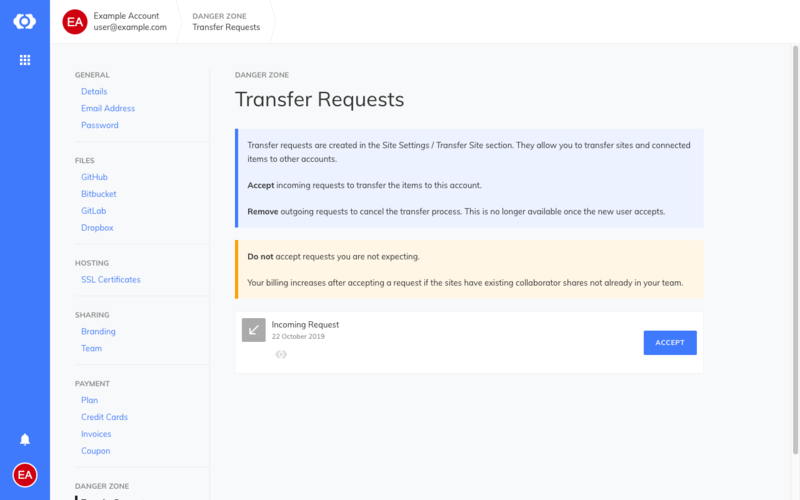 EA
Example Account
user@example.com
DANGER ZONE
Transfer Requests
GENERAL
Details
Email Address
Password
FILES
GitHub
Bitbucket
GitLab
Dropbox
HOSTING
SSL Certificates
SHARING
Branding
Team
PAYMENT
Plan
Credit Cards
Invoices
Coupon
DANGER ZONE
EA
DANGER ZONE
Transfer Requests
Transfer requests are created in the Site Settings / Transfer Site section. They allow you to transfer sites and connected
items to other accounts.
Accept incoming requests to transfer the items to this account.
Remove outgoing requests to cancel the transfer process. This is no longer available once the new user accepts.
Do not accept requests you are not expecting.
Your billing increases after accepting a request if the sites have existing collaborator shares not already in your team.
Incoming Request
22 October 2019
ACCEPT